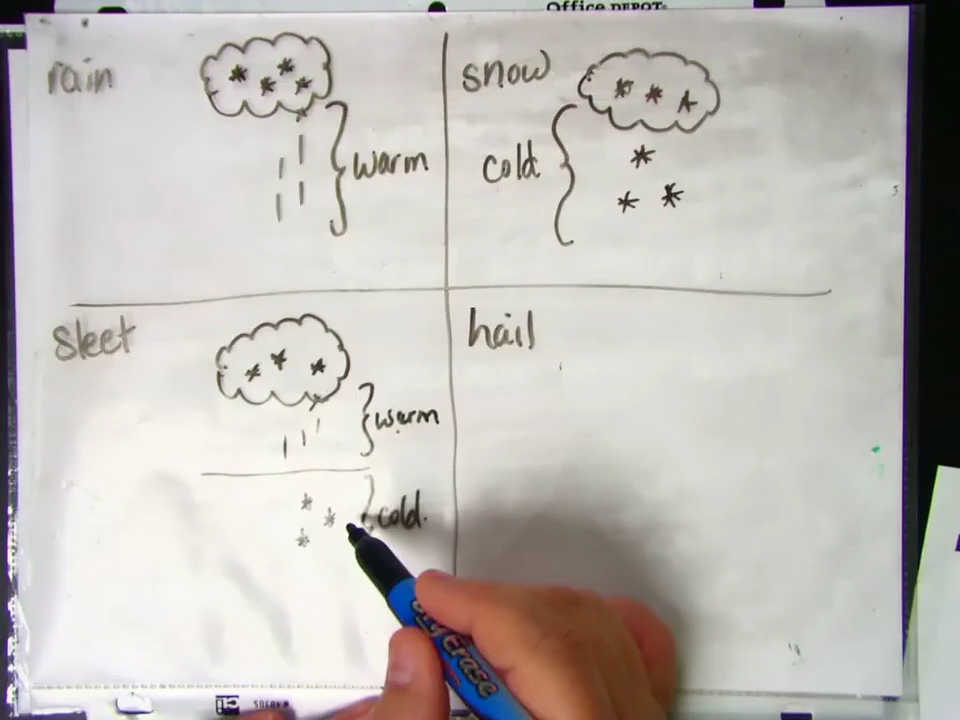 Office DEPOT
rain
warm
snow
cold
sleet
warm
cold.
hail
Dry Erase